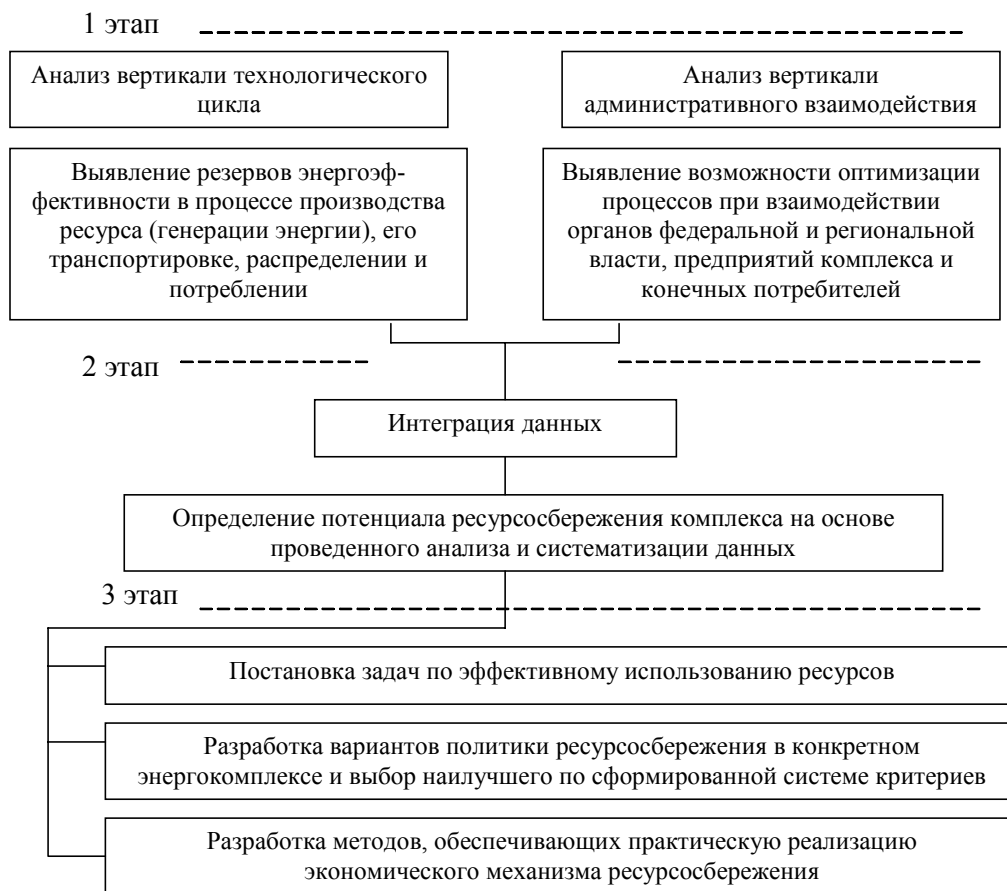 1 этап
Анализ вертикали технологического
цикла
Анализ вертикали
административного взаимодействия
Выявление резервов энергоэф-
фективности в процессе производства
ресурса (генерации энергии), его
транспортировке, распределении и
потреблении
Выявление возможности оптимизации
процессов при взаимодействии
органов федеральной и региональной
власти, предприятий комплекса и
конечных потребителей
2 этап
Интеграция данных
Определение потенциала ресурсосбережения комплекса на основе
проведенного анализа и систематизации данных
3 этап
Постановка задач по эффективному использованию ресурсов
Разработка вариантов политики ресурсосбережения в конкретном
энергокомплексе и выбор наилучшего по сформированной системе критериев
Разработка методов, обеспечивающих практическую реализацию
экономического механизма ресурсосбережения